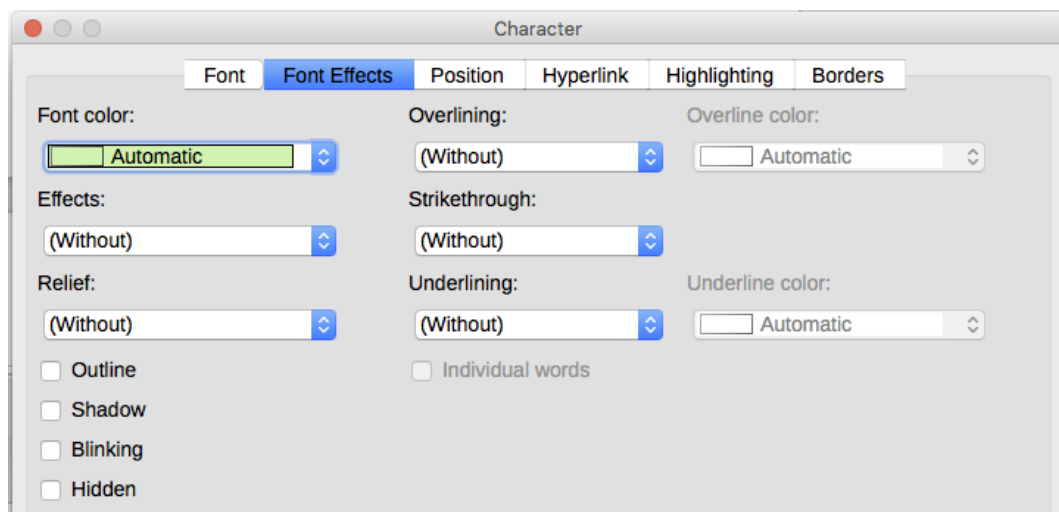 Character
Font Font Effects Position Hyperlink Highlighting Borders
Font color: Overlining: Overline color:
Automatic (Without) Automatic
Effects: Strikethrough:
(Without) (Without)
Relief: Underlining: Underline color:
(Without) (Without) Automatic
Outline Individual words
Shadow
Blinking
Hidden